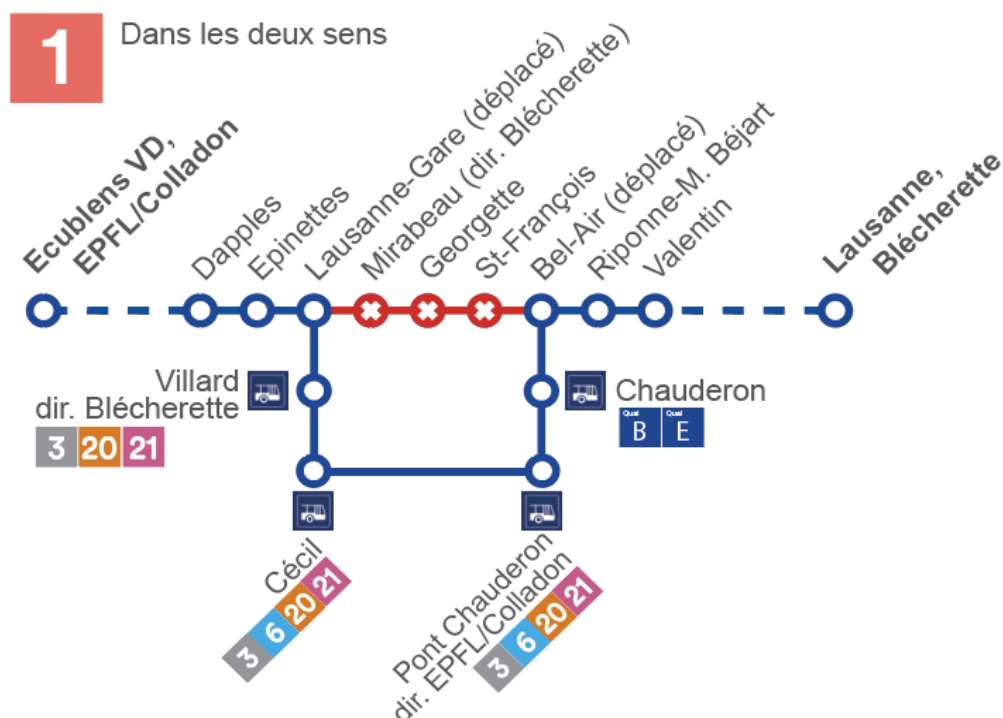 1
Dans les deux sens
Ecublens VD,
EPFL/Colladon
Dapples
Epinettes
Lausanne-Gare (déplacé)
Mirabeau (dir. Blécherette)
Georgette
St-François
Bel-Air (déplacé)
Riponne-M. Béjart
Valentin
Lausanne,
Blécherette
Villard
dir. Blécherette
3 20 21
Chauderon
Quai B Quai E
Cécil
3 6 20 21
Pont Chauderon
dir. EPFL/Colladon
3 6 20 21